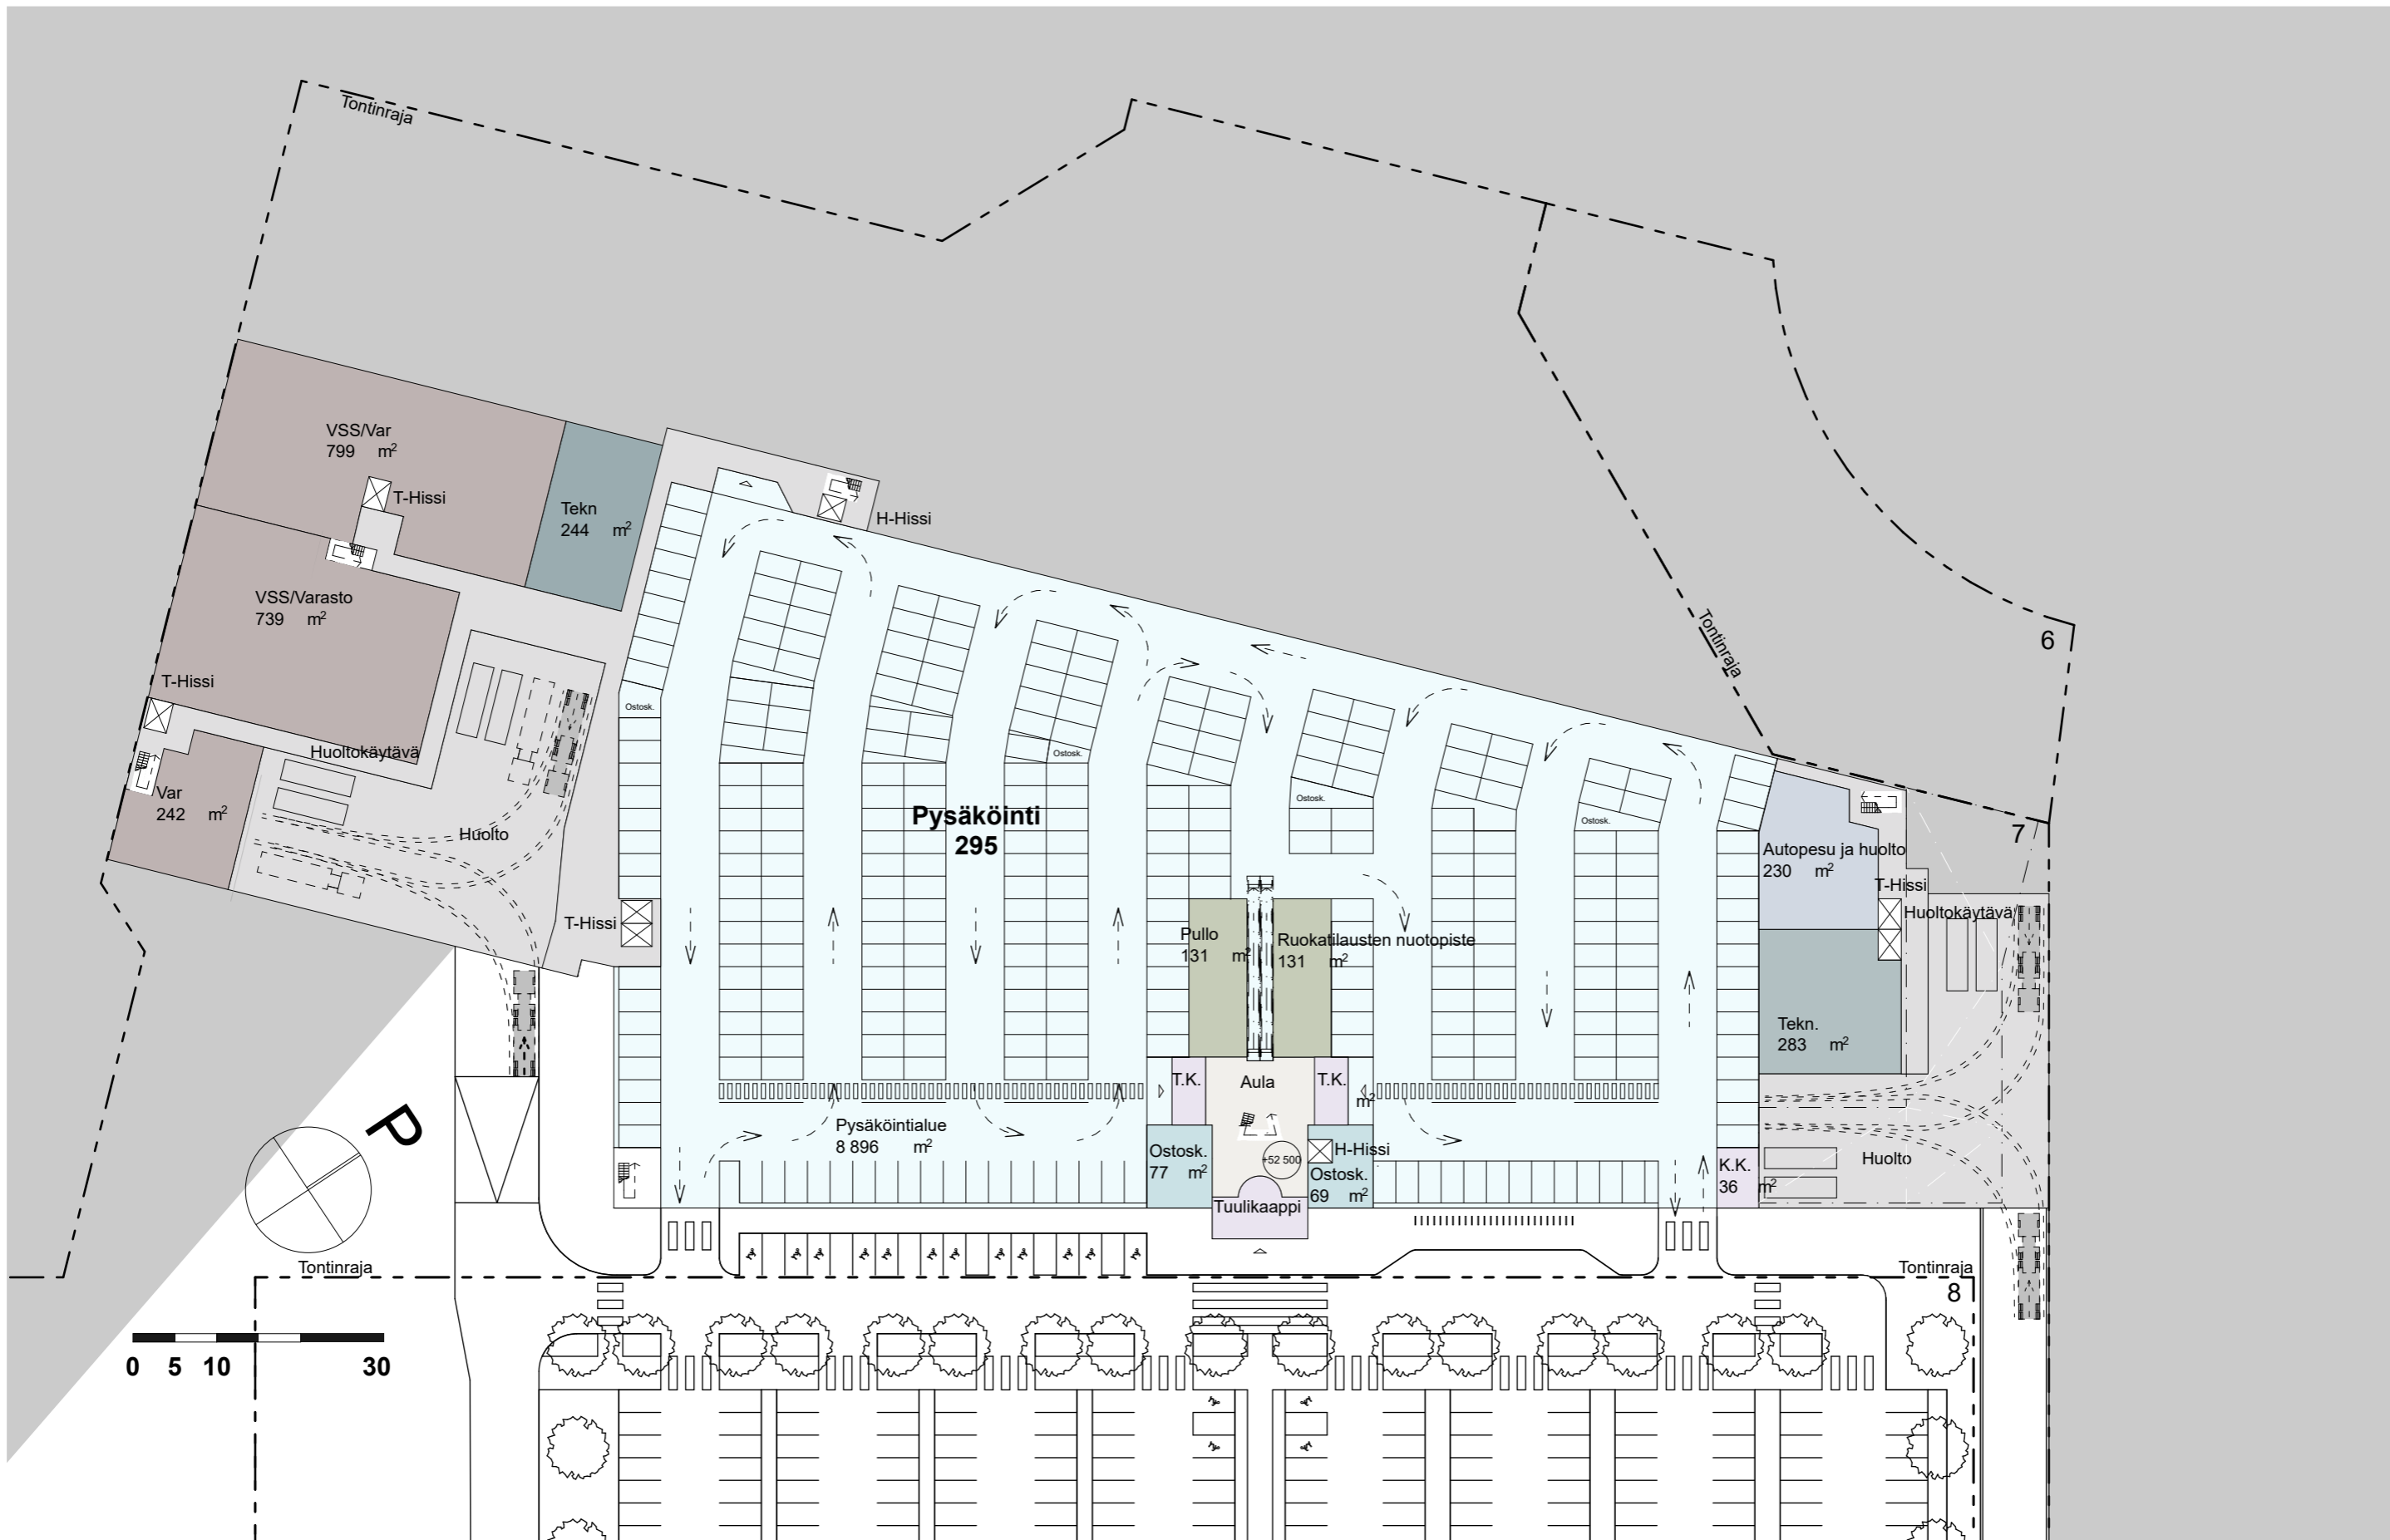 Tontinraja
VSS/Var
799 m²
T-Hissi
Tekn
244 m²
H-Hissi
VSS/Varasto
739 m²
Tontinraja
6
T-Hissi
Ostosk.
Huoltokäytävä
Ostosk.
Var
242 m²
Huolto
Pysäköinti
295
Ostosk.
Ostosk.
7
Autopesu ja huolto
230 m²
T-Hissi
Huoltokäytävä
T-Hissi
Pullo
131 m²
Ruokatilausten nuotopiste
131 m²
Tekn.
283 m²
T.K.
Aula
T.K.
m²
P
Pysäköintialue
8 896 m²
Ostosk.
77 m²
+52 500
H-Hissi
Ostosk.
69 m²
K.K.
36 m²
Huolto
Tuulikaappi
Tontinraja
Tontinraja
8
0 5 10 30